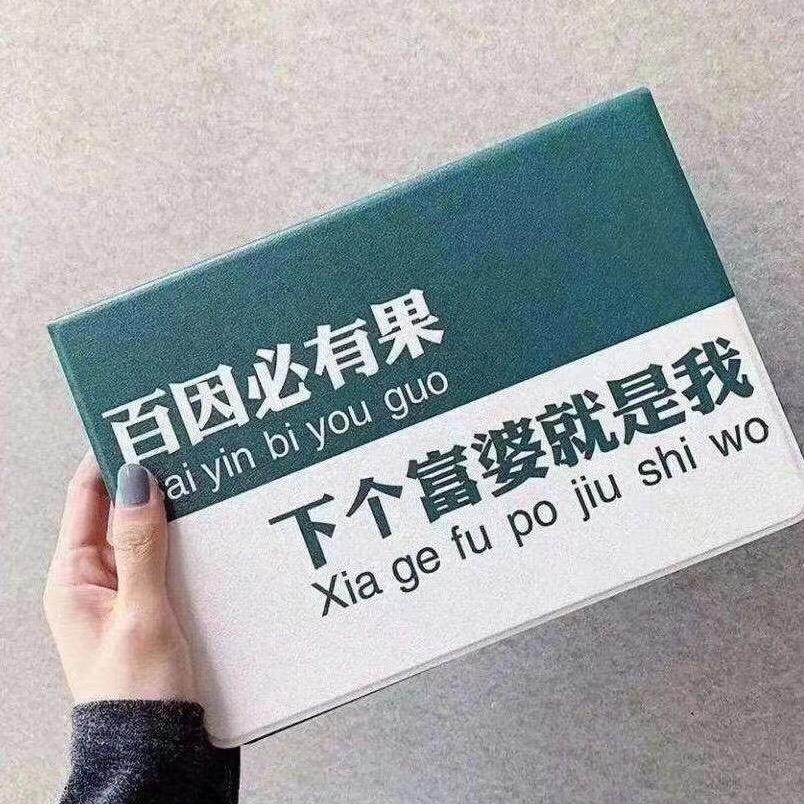 百因必有果
ai yin bi you guo
下个富婆就是我
Xia ge fu po jiu shi wo